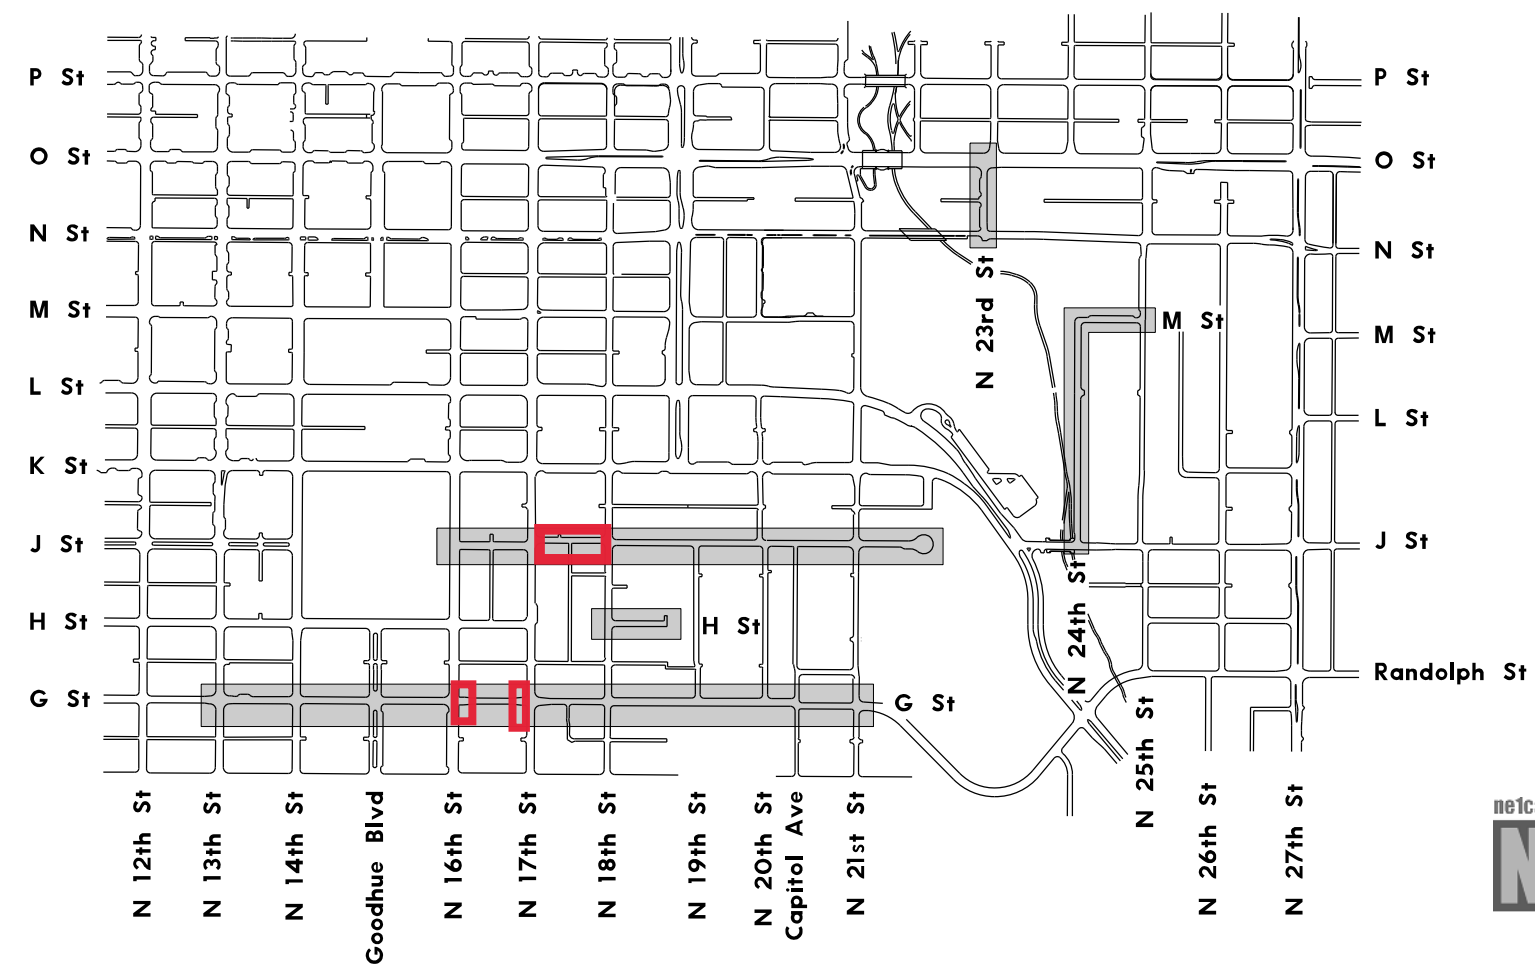 P St
P St
O St
O St
N St
N St
M St
M St
M St
L St
L St
K St
J St
J St
H St
H St
G St
G St
Randolph St
N 23rd St
N 24th St
N 25th St
N 12th St
N 13th St
N 14th St
Goodhue Blvd
N 16th St
N 17th St
N 18th St
N 19th St
N 20th St
Capitol Ave
N 21st St
N 26th St
N 27th St